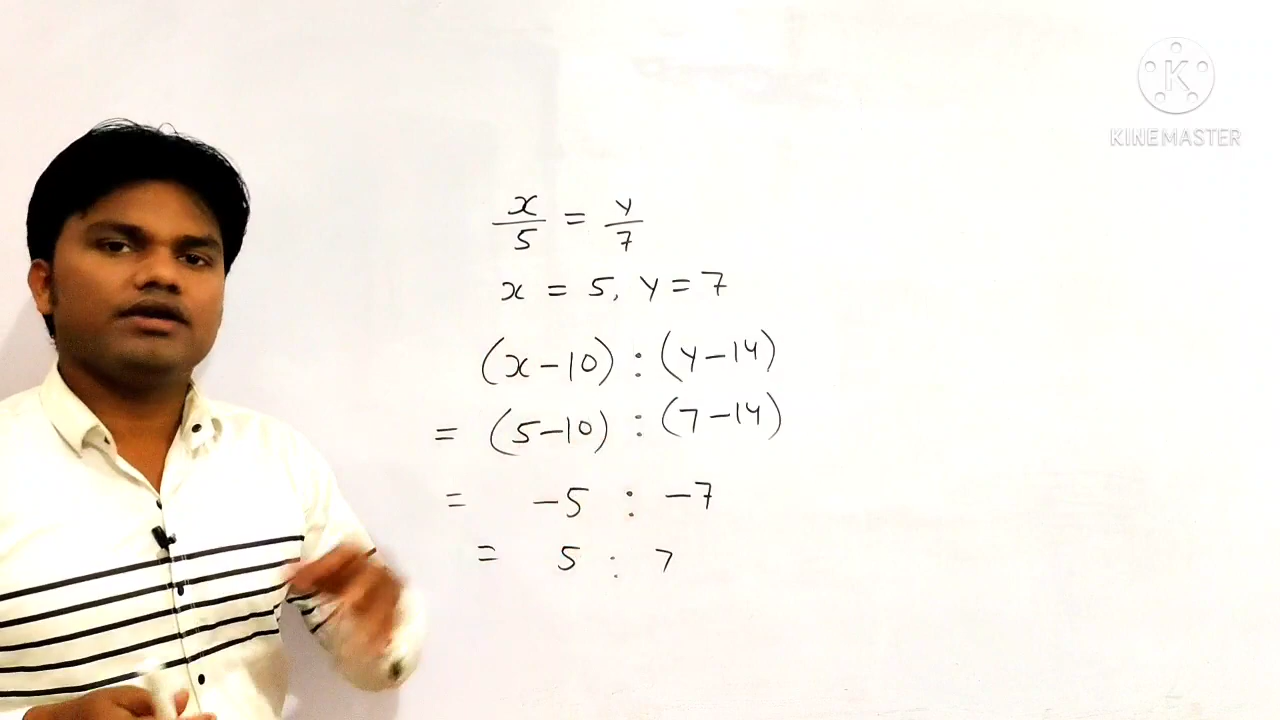 K
KINEMASTER
x/5 = y/7
x = 5, y = 7
(x-10) : (y-14)
= (5-10) : (7-14)
= -5 : -7
= 5 : 7